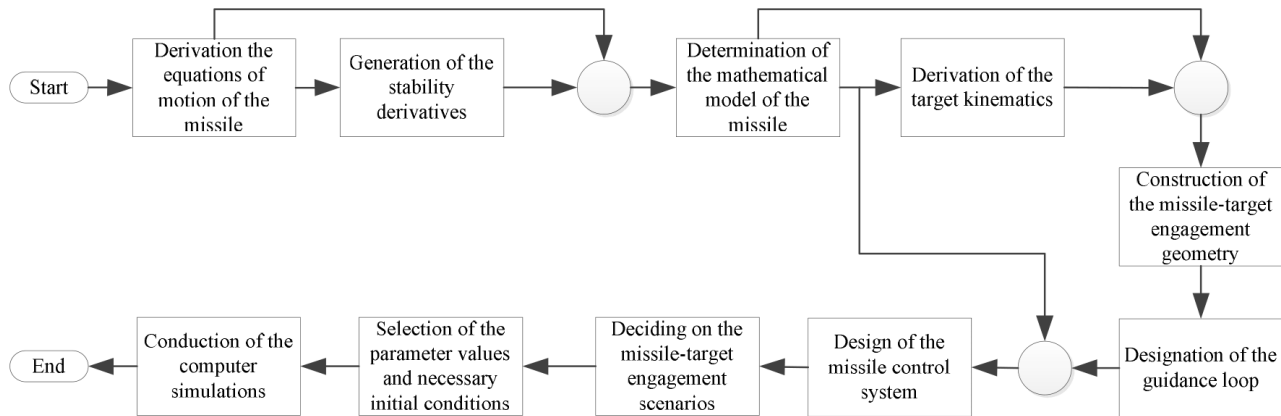 Start
Derivation the
equations of
motion of the
missile
Generation of the
stability
derivatives
Determination of
the mathematical
model of the
missile
Derivation of the
target kinematics
Construction of
the missile-target
engagement
geometry
Designation of the
guidance loop
Design of the
missile control
system
Deciding on the
missile-target
engagement
scenarios
Selection of the
parameter values
and necessary
initial conditions
Conduction of the
computer
simulations
End